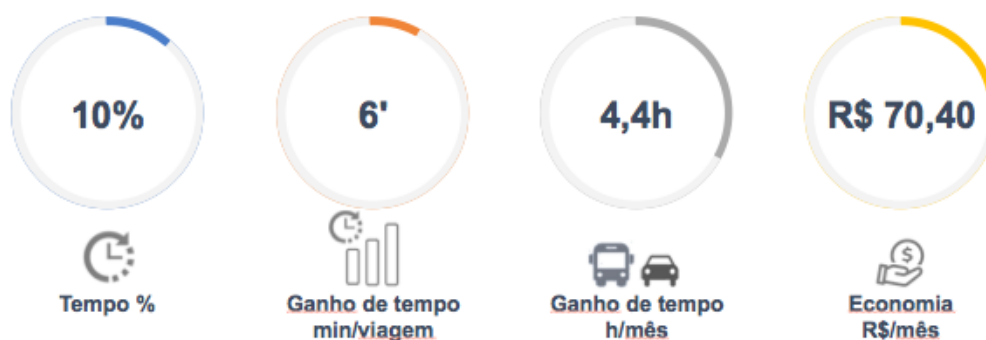 10%
6'
4,4h
R$ 70,40
Tempo %
Ganho de tempo
min/viagem
Ganho de tempo
h/mês
Economia
R$/mês